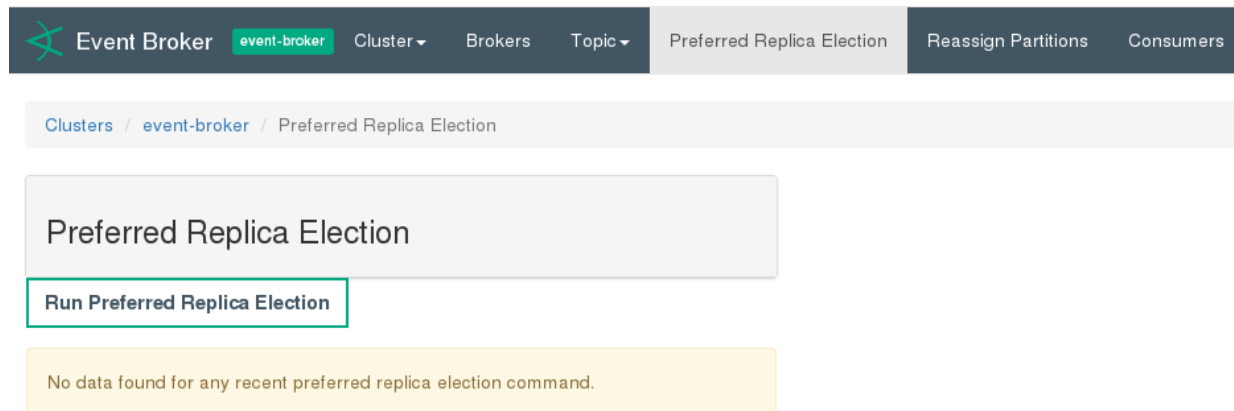 Event Broker event-broker Cluster Brokers Topic Preferred Replica Election Reassign Partitions Consumers
Clusters / event-broker / Preferred Replica Election
Preferred Replica Election
Run Preferred Replica Election
No data found for any recent preferred replica election command.